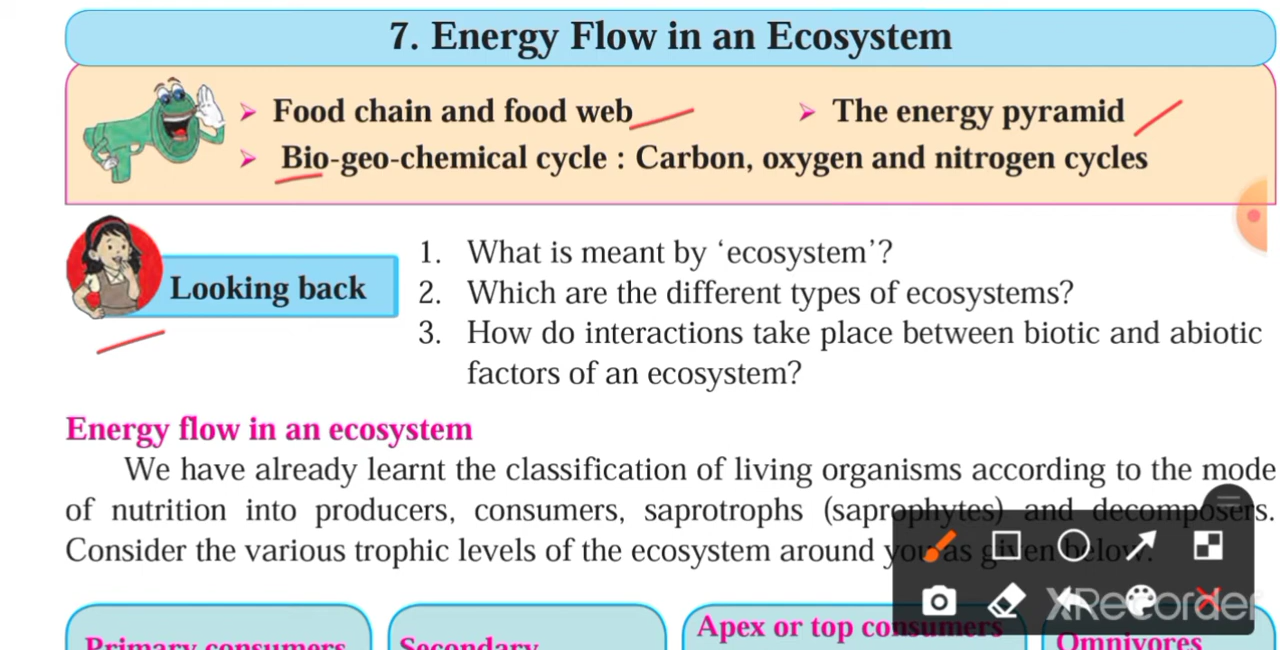 7. Energy Flow in an Ecosystem
➢ Food chain and food web
➢ The energy pyramid
➢ Bio-geo-chemical cycle : Carbon, oxygen and nitrogen cycles
Looking back
1. What is meant by ‘ecosystem’?
2. Which are the different types of ecosystems?
3. How do interactions take place between biotic and abiotic
factors of an ecosystem?
Energy flow in an ecosystem
We have already learnt the classification of living organisms according to the mode
of nutrition into producers, consumers, saprotrophs (saprophytes) and decomposers.
Consider the various trophic levels of the ecosystem around you as given below.
XRecorder
Primary consumers
Secondary
Apex or top consumers
Omnivores